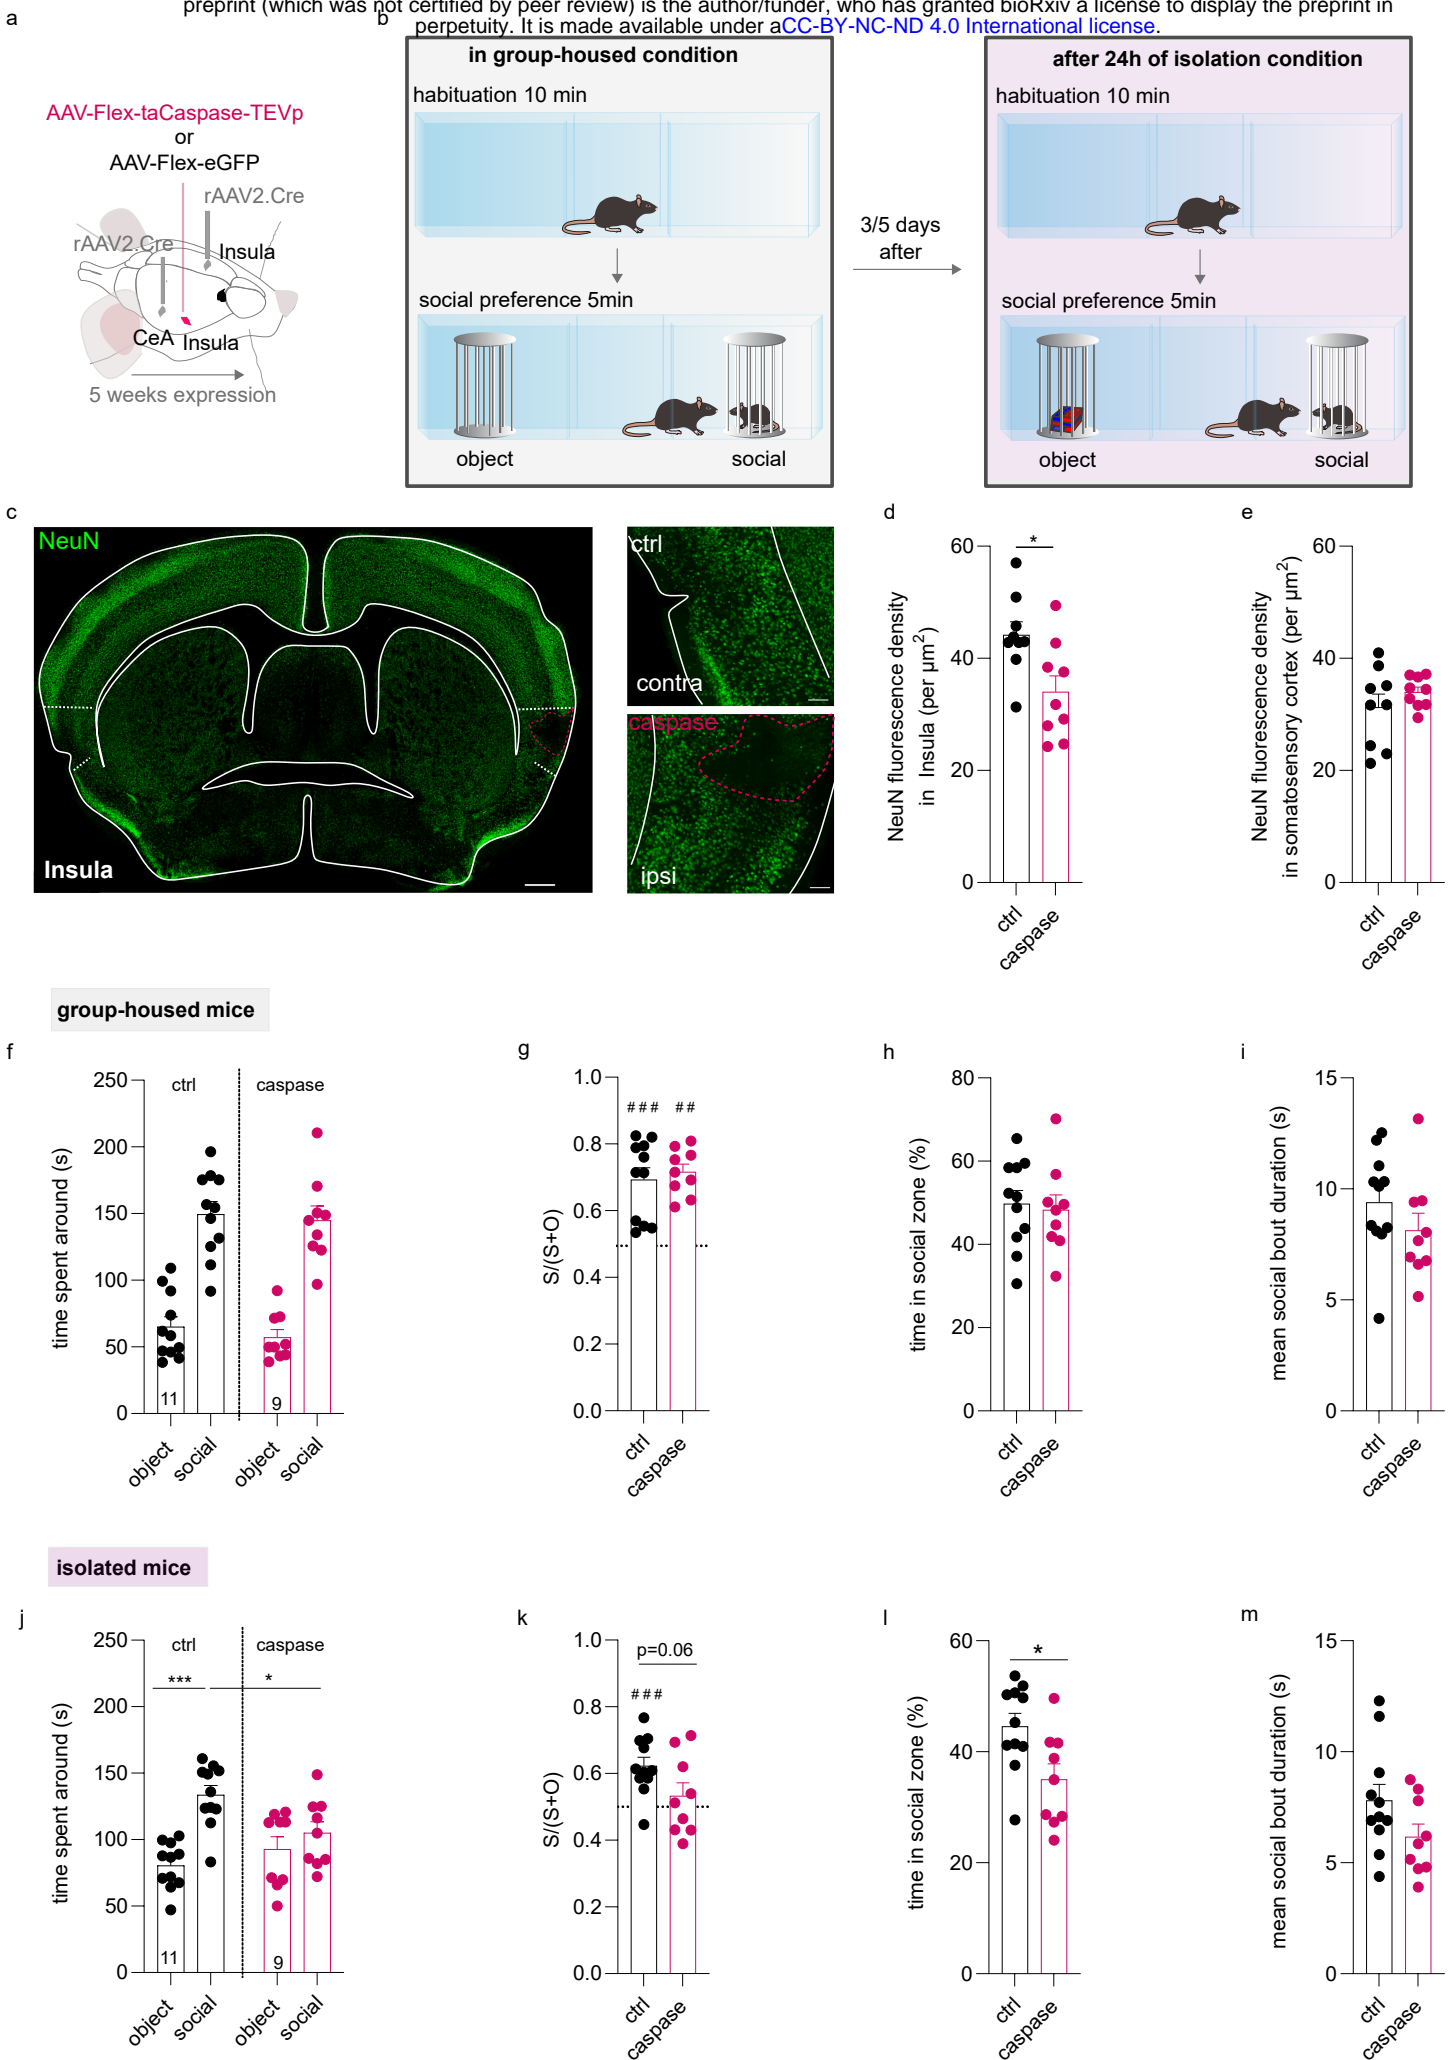 preprint (which was not certified by peer review) is the author/funder, who has granted bioRxiv a license to display the preprint in
perpetuity. It is made available under aCC-BY-NC-ND 4.0 International license.
a
AAV-Flex-taCaspase-TEVp
or
AAV-Flex-eGFP
rAAV2.Cre
rAAV2.Cre
Insula
CeA Insula
5 weeks expression
b
in group-housed condition
habituation 10 min
social preference 5min
object social
3/5 days
after
after 24h of isolation condition
habituation 10 min
social preference 5min
object social
c
NeuN
Insula
ctrl
contra
caspase
ipsi
d
NeuN fluorescence density
in Insula (per µm²)
60
40
20
0
*
ctrl
caspase
e
NeuN fluorescence density
in somatosensory cortex (per µm²)
60
40
20
0
ctrl
caspase
group-housed mice
f
time spent around (s)
250
200
150
100
50
0
ctrl caspase
11
9
object
social
object
social
g
S/(S+O)
1.0
0.8
0.6
0.4
0.2
0.0
### ##
ctrl
caspase
h
time in social zone (%)
80
60
40
20
0
ctrl
caspase
i
mean social bout duration (s)
15
10
5
0
ctrl
caspase
isolated mice
j
time spent around (s)
250
200
150
100
50
0
ctrl caspase
*** *
11
9
object
social
object
social
k
S/(S+O)
1.0
0.8
0.6
0.4
0.2
0.0
p=0.06
###
ctrl
caspase
l
time in social zone (%)
60
40
20
0
*
ctrl
caspase
m
mean social bout duration (s)
15
10
5
0
ctrl
caspase